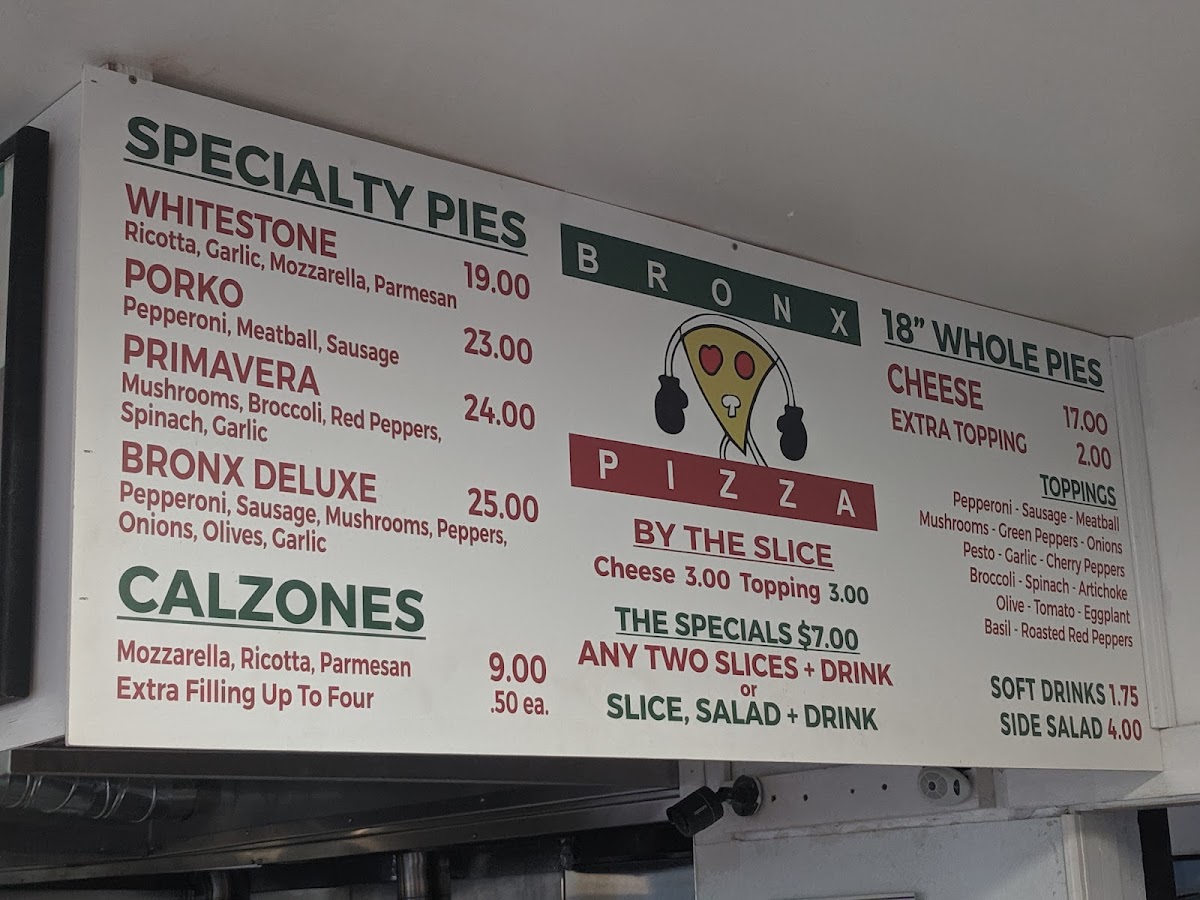 SPECIALTY PIES
WHITESTONE
Ricotta, Garlic, Mozzarella, Parmesan 19.00
PORKO
Pepperoni, Meatball, Sausage 23.00
PRIMAVERA
Mushrooms, Broccoli, Red Peppers, 24.00
Spinach, Garlic
BRONX DELUXE
Pepperoni, Sausage, Mushrooms, Peppers, 25.00
Onions, Olives, Garlic
CALZONES
Mozzarella, Ricotta, Parmesan 9.00
Extra Filling Up To Four .50 ea.
BRONX
PIZZA
BY THE SLICE
Cheese 3.00 Topping 3.00
THE SPECIALS $7.00
ANY TWO SLICES + DRINK
or
SLICE, SALAD + DRINK
18” WHOLE PIES
CHEESE 17.00
EXTRA TOPPING 2.00
TOPPINGS
Pepperoni - Sausage - Meatball
Mushrooms - Green Peppers - Onions
Pesto - Garlic - Cherry Peppers
Broccoli - Spinach - Artichoke
Olive - Tomato - Eggplant
Basil - Roasted Red Peppers
SOFT DRINKS 1.75
SIDE SALAD 4.00